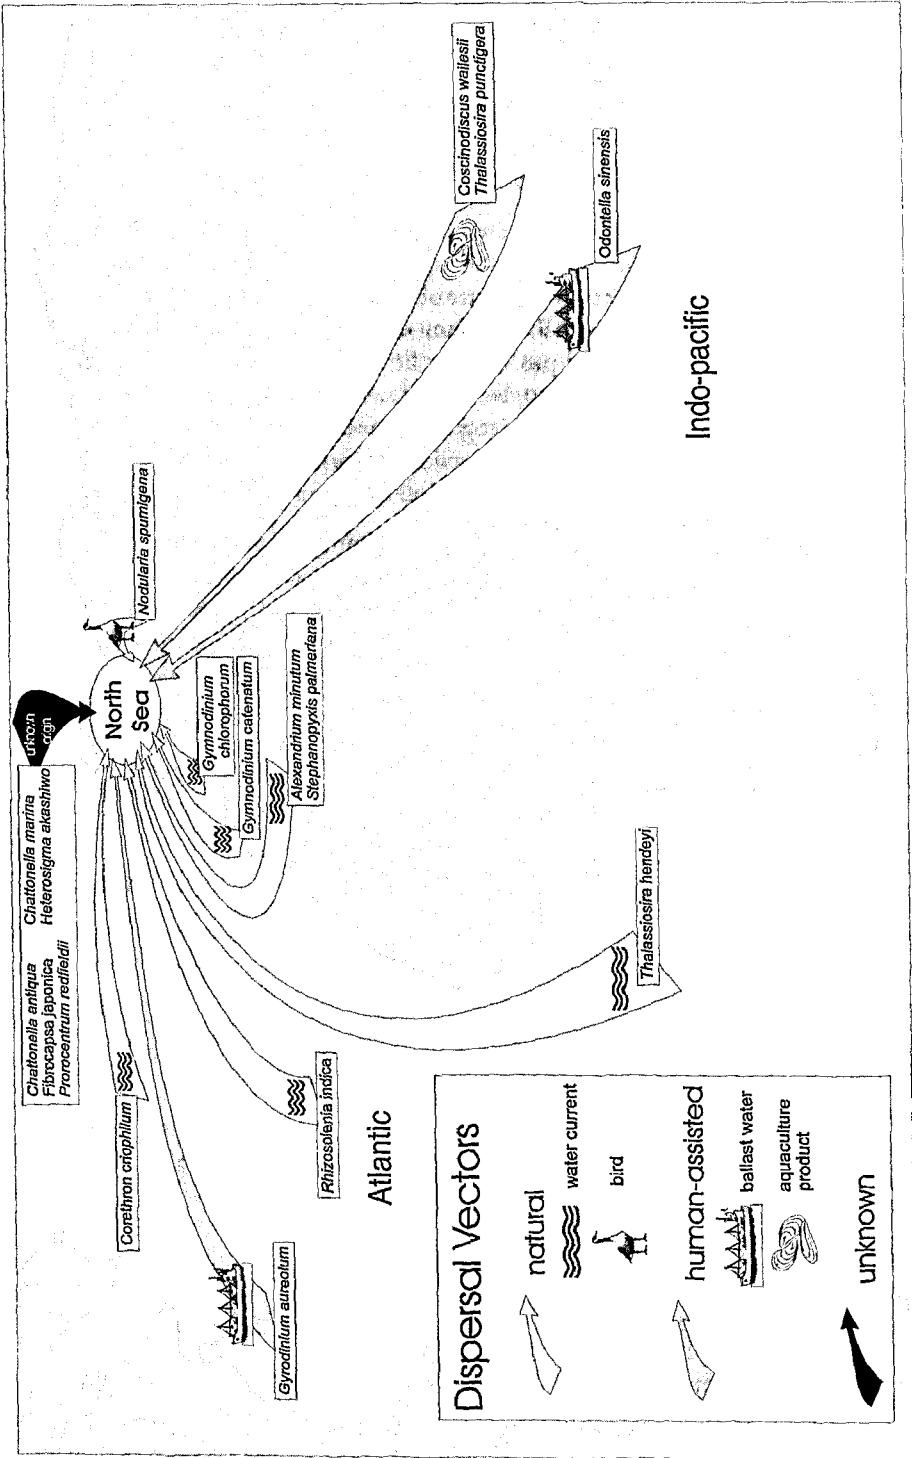 Chattonella antiqua
Fibrocapsa japonica
Prorocentrum redfieldii
Chattonella marina
Heterosigma akashiwo
unknown
origin
North
Sea
Nodularia spumigena
Coscinodiscus wailesii
Thalassiosira punctigera
Odontella sinensis
Indo-pacific
Corethron criophilum
Gyrodinium aureolum
Rhizosolenia indica
Atlantic
Gymnodinium
chlorophorum
Gymnodinium catenatum
Alexandrium minutum
Stephanopyxis palmeriana
Thalassiosira hendeyi
Dispersal Vectors
natural
water current
bird
human-assisted
ballast water
aquaculture
product
unknown